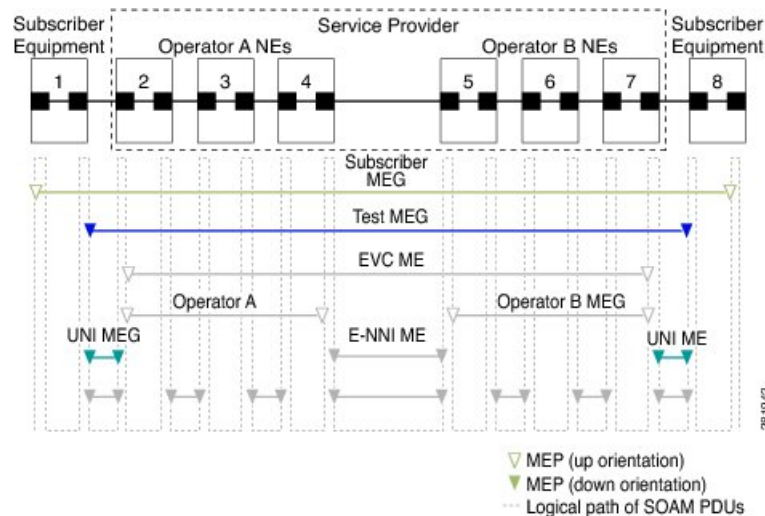 Subscriber
Equipment
Service Provider
Subscriber
Equipment
Operator A NEs
Operator B NEs
1
2
3
4
5
6
7
8
Subscriber
MEG
Test MEG
EVC ME
Operator A
Operator B MEG
UNI MEG
E-NNI ME
UNI ME
MEP (up orientation)
MEP (down orientation)
Logical path of SOAM PDUs